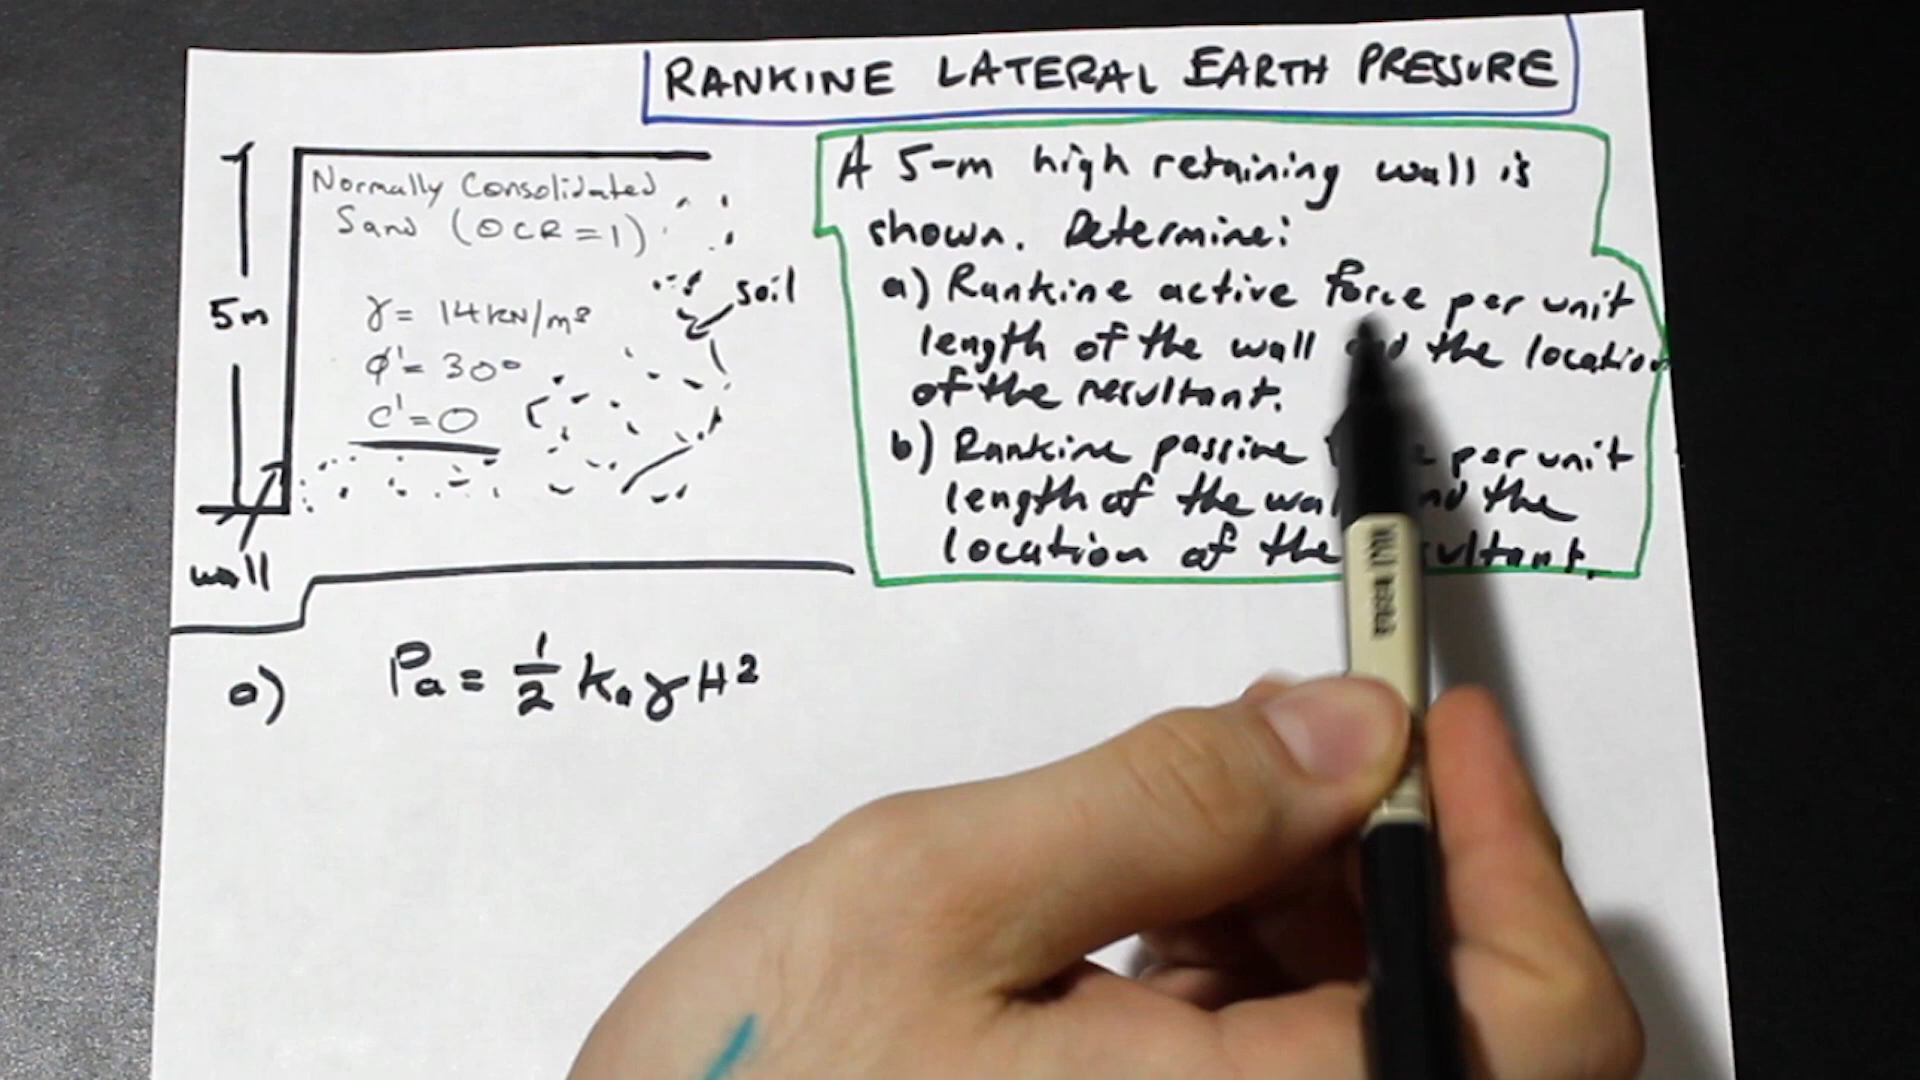 RANKINE LATERAL EARTH PRESSURE
Normally Consolidated
Sand (OCR=1)
γ = 14 kN/m³
ϕ' = 30°
c' = 0
5m
soil
wall
A 5-m high retaining wall is
shown. Determine:
a) Rankine active force per unit
length of the wall the location
of the resultant.
b) Rankine passive per unit
length of the the
location of the
a) Pa = 1/2 Ka γ H²